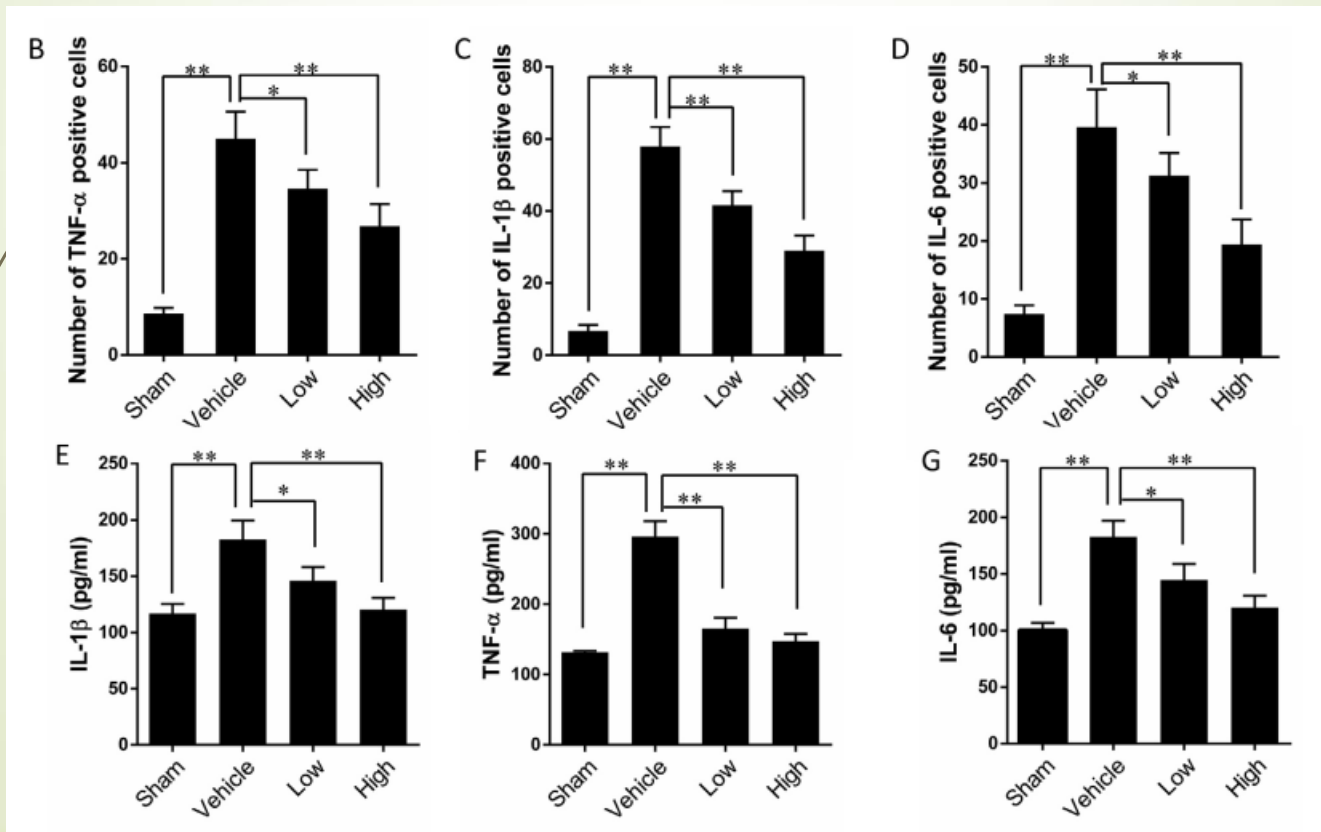 B
Number of TNF-α positive cells
60
40
20
0
**
**
*
Sham
Vehicle
Low
High
C
Number of IL-1β positive cells
80
60
40
20
0
**
**
**
Sham
Vehicle
Low
High
D
Number of IL-6 positive cells
50
40
30
20
10
0
**
**
*
Sham
Vehicle
Low
High
E
IL-1β (pg/ml)
250
200
150
100
50
0
**
**
*
Sham
Vehicle
Low
High
F
TNF-α (pg/ml)
400
300
200
100
0
**
**
**
Sham
Vehicle
Low
High
G
IL-6 (pg/ml)
250
200
150
100
50
0
**
**
*
Sham
Vehicle
Low
High